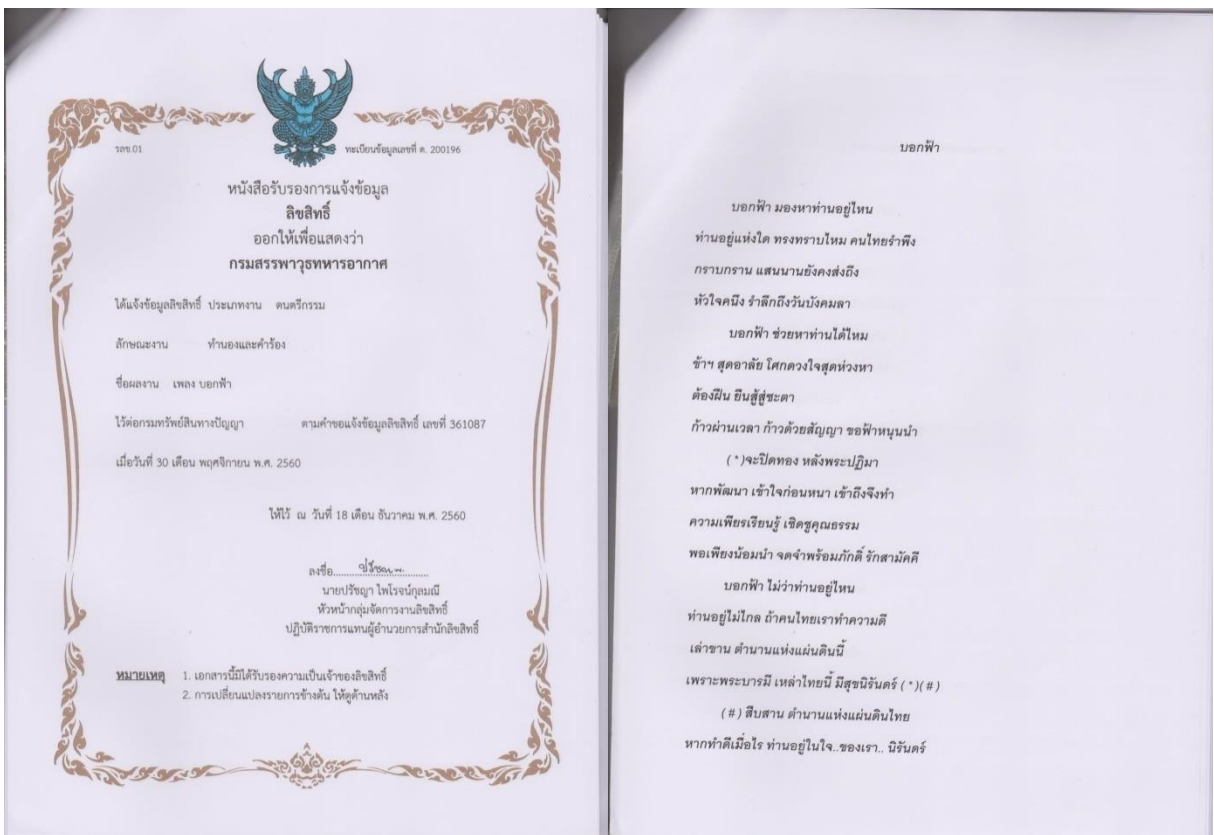 รลข.01
ทะเบียนข้อมูลเลขที่ ด. 200196
หนังสือรับรองการแจ้งข้อมูล
ลิขสิทธิ์
ออกให้เพื่อแสดงว่า
กรมสรรพาวุธทหารอากาศ
ได้แจ้งข้อมูลลิขสิทธิ์ ประเภทงาน ดนตรีกรรม
ลักษณะงาน ทำนองและคำร้อง
ชื่อผลงาน เพลง บอกฟ้า
ไว้ต่อกรมทรัพย์สินทางปัญญา ตามคำขอแจ้งข้อมูลลิขสิทธิ์ เลขที่ 361087
เมื่อวันที่ 30 เดือน พฤศจิกายน พ.ศ. 2560
ให้ไว้ ณ วันที่ 18 เดือน ธันวาคม พ.ศ. 2560
ลงชื่อ
นายปรัชญา ไพโรจน์กุลมณี
หัวหน้ากลุ่มจัดการงานลิขสิทธิ์
ปฏิบัติราชการแทนผู้อำนวยการสำนักลิขสิทธิ์
หมายเหตุ 1. เอกสารนี้มิได้รับรองความเป็นเจ้าของลิขสิทธิ์
2. การเปลี่ยนแปลงรายการข้างต้น ให้ดูด้านหลัง
บอกฟ้า
บอกฟ้า มองหาท่านอยู่ไหน
ท่านอยู่แห่งใด ทรงทราบไหม คนไทยรำพึง
กราบกราน แสนนานยังคงส่งถึง
หัวใจคนึง รำลึกถึงวันบังคมลา
บอกฟ้า ช่วยหาท่านได้ไหม
ข้าฯ สุดอาลัย โศกดวงใจสุดห่วงหา
ต้องฝืน ยืนสู้สู่ชะตา
ก้าวผ่านเวลา ก้าวด้วยสัญญา ขอฟ้าหนุนนำ
(*)จะปิดทอง หลังพระปฏิมา
หากพัฒนา เข้าใจก่อนหนา เข้าถึงจึงทำ
ความเพียรเรียนรู้ เชิดชูคุณธรรม
พอเพียงน้อมนำ จดจำพร้อมภักดิ์ รักสามัคคี
บอกฟ้า ไม่ว่าท่านอยู่ไหน
ท่านอยู่ไม่ไกล ถ้าคนไทยเราทำความดี
เล่าขาน ตำนานแห่งแผ่นดินนี้
เพราะพระบารมี เหล่าไทยนี้ มีสุขนิรันดร์ (*)(#)
(#) สืบสาน ตำนานแห่งแผ่นดินไทย
หากทำดีเมื่อไร ท่านอยู่ในใจ..ของเรา.. นิรันดร์